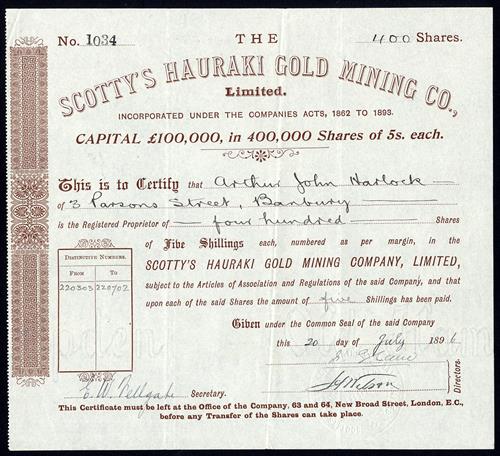 No. 1034 THE 400 Shares.
SCOTTY'S HAURAKI GOLD MINING CO.,
Limited.
INCORPORATED UNDER THE COMPANIES ACTS, 1862 TO 1893.
CAPITAL £100,000, in 400,000 Shares of 5s. each.
This is to Certify that Arthur John Harlock
of 3 Parsons Street, Banbury
is the Registered Proprietor of four hundred Shares
of Five Shillings each, numbered as per margin, in the
SCOTTY'S HAURAKI GOLD MINING COMPANY, LIMITED,
subject to the Articles of Association and Regulations of the said Company, and that
upon each of the said Shares the amount of five Shillings has been paid.
DISTINCTIVE NUMBERS.
FROM TO
220303 220702
Given under the Common Seal of the said Company
this 20 day of July 1896
Directors.
E. W. Fellgate Secretary.
This Certificate must be left at the Office of the Company, 63 and 64, New Broad Street, London, E.C.,
before any Transfer of the Shares can take place.